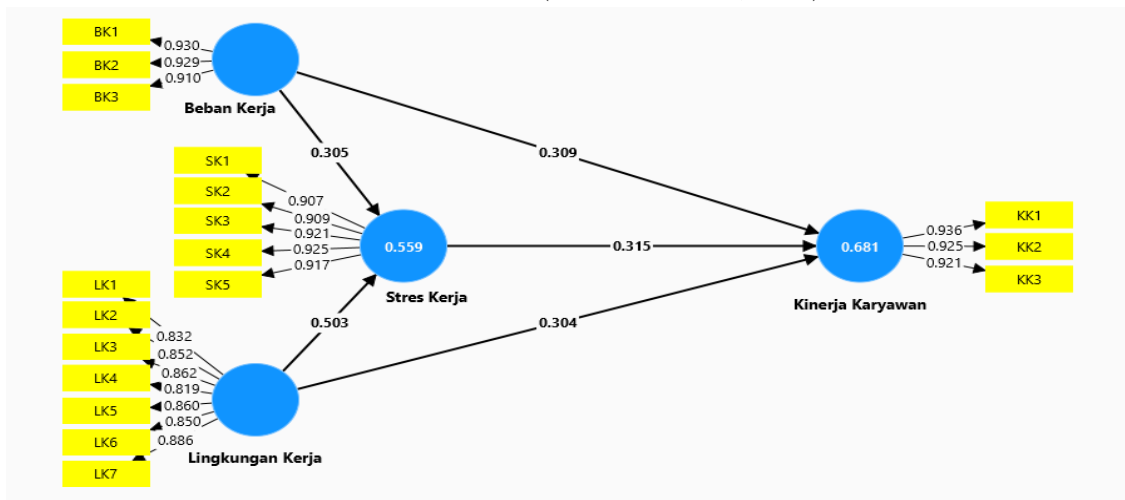 BK1
BK2
BK3
0.930
0.929
0.910
Beban Kerja
0.305
0.309
SK1
SK2
SK3
SK4
SK5
0.907
0.909
0.921
0.925
0.917
0.559
Stres Kerja
0.315
0.681
Kinerja Karyawan
0.936
0.925
0.921
KK1
KK2
KK3
LK1
LK2
LK3
LK4
LK5
LK6
LK7
0.832
0.852
0.862
0.819
0.860
0.850
0.886
0.503
0.304
Lingkungan Kerja